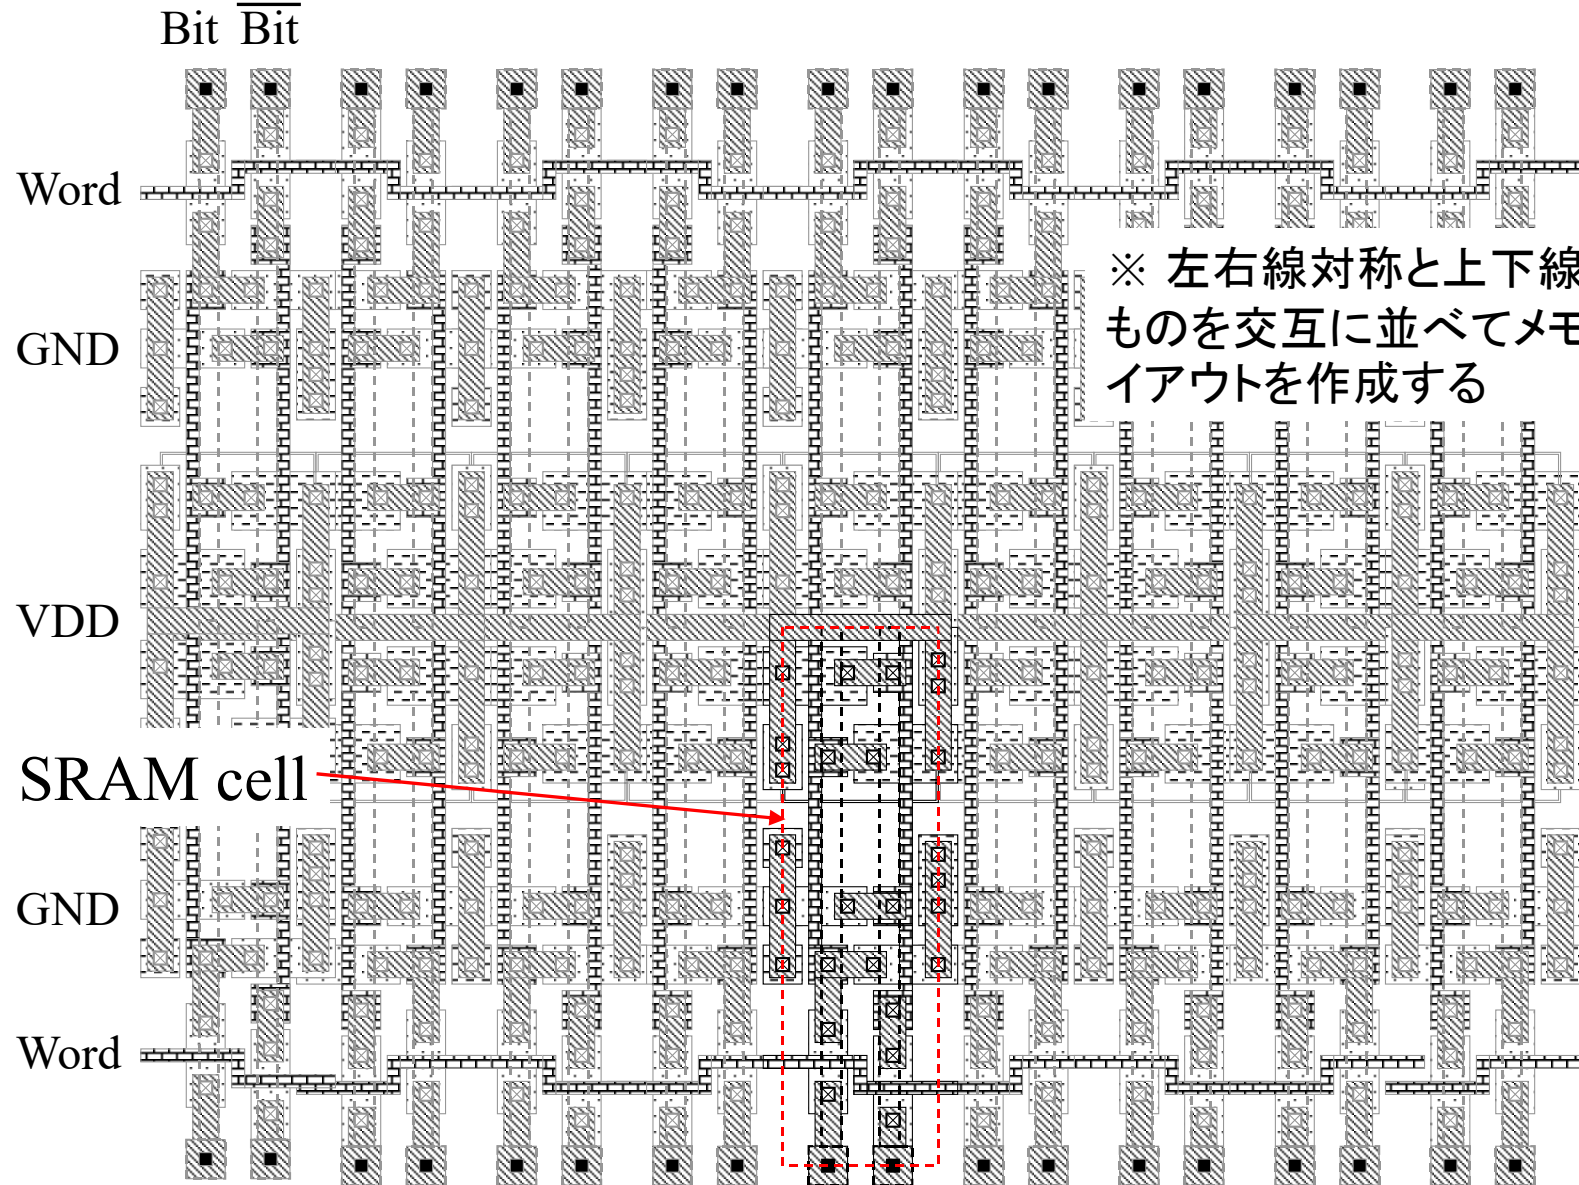 Bit B̅i̅t̅
Word
※ 左右線対称と上下線
GND
ものを交互に並べてメモ
イアウトを作成する
VDD
SRAM cell
GND
Word